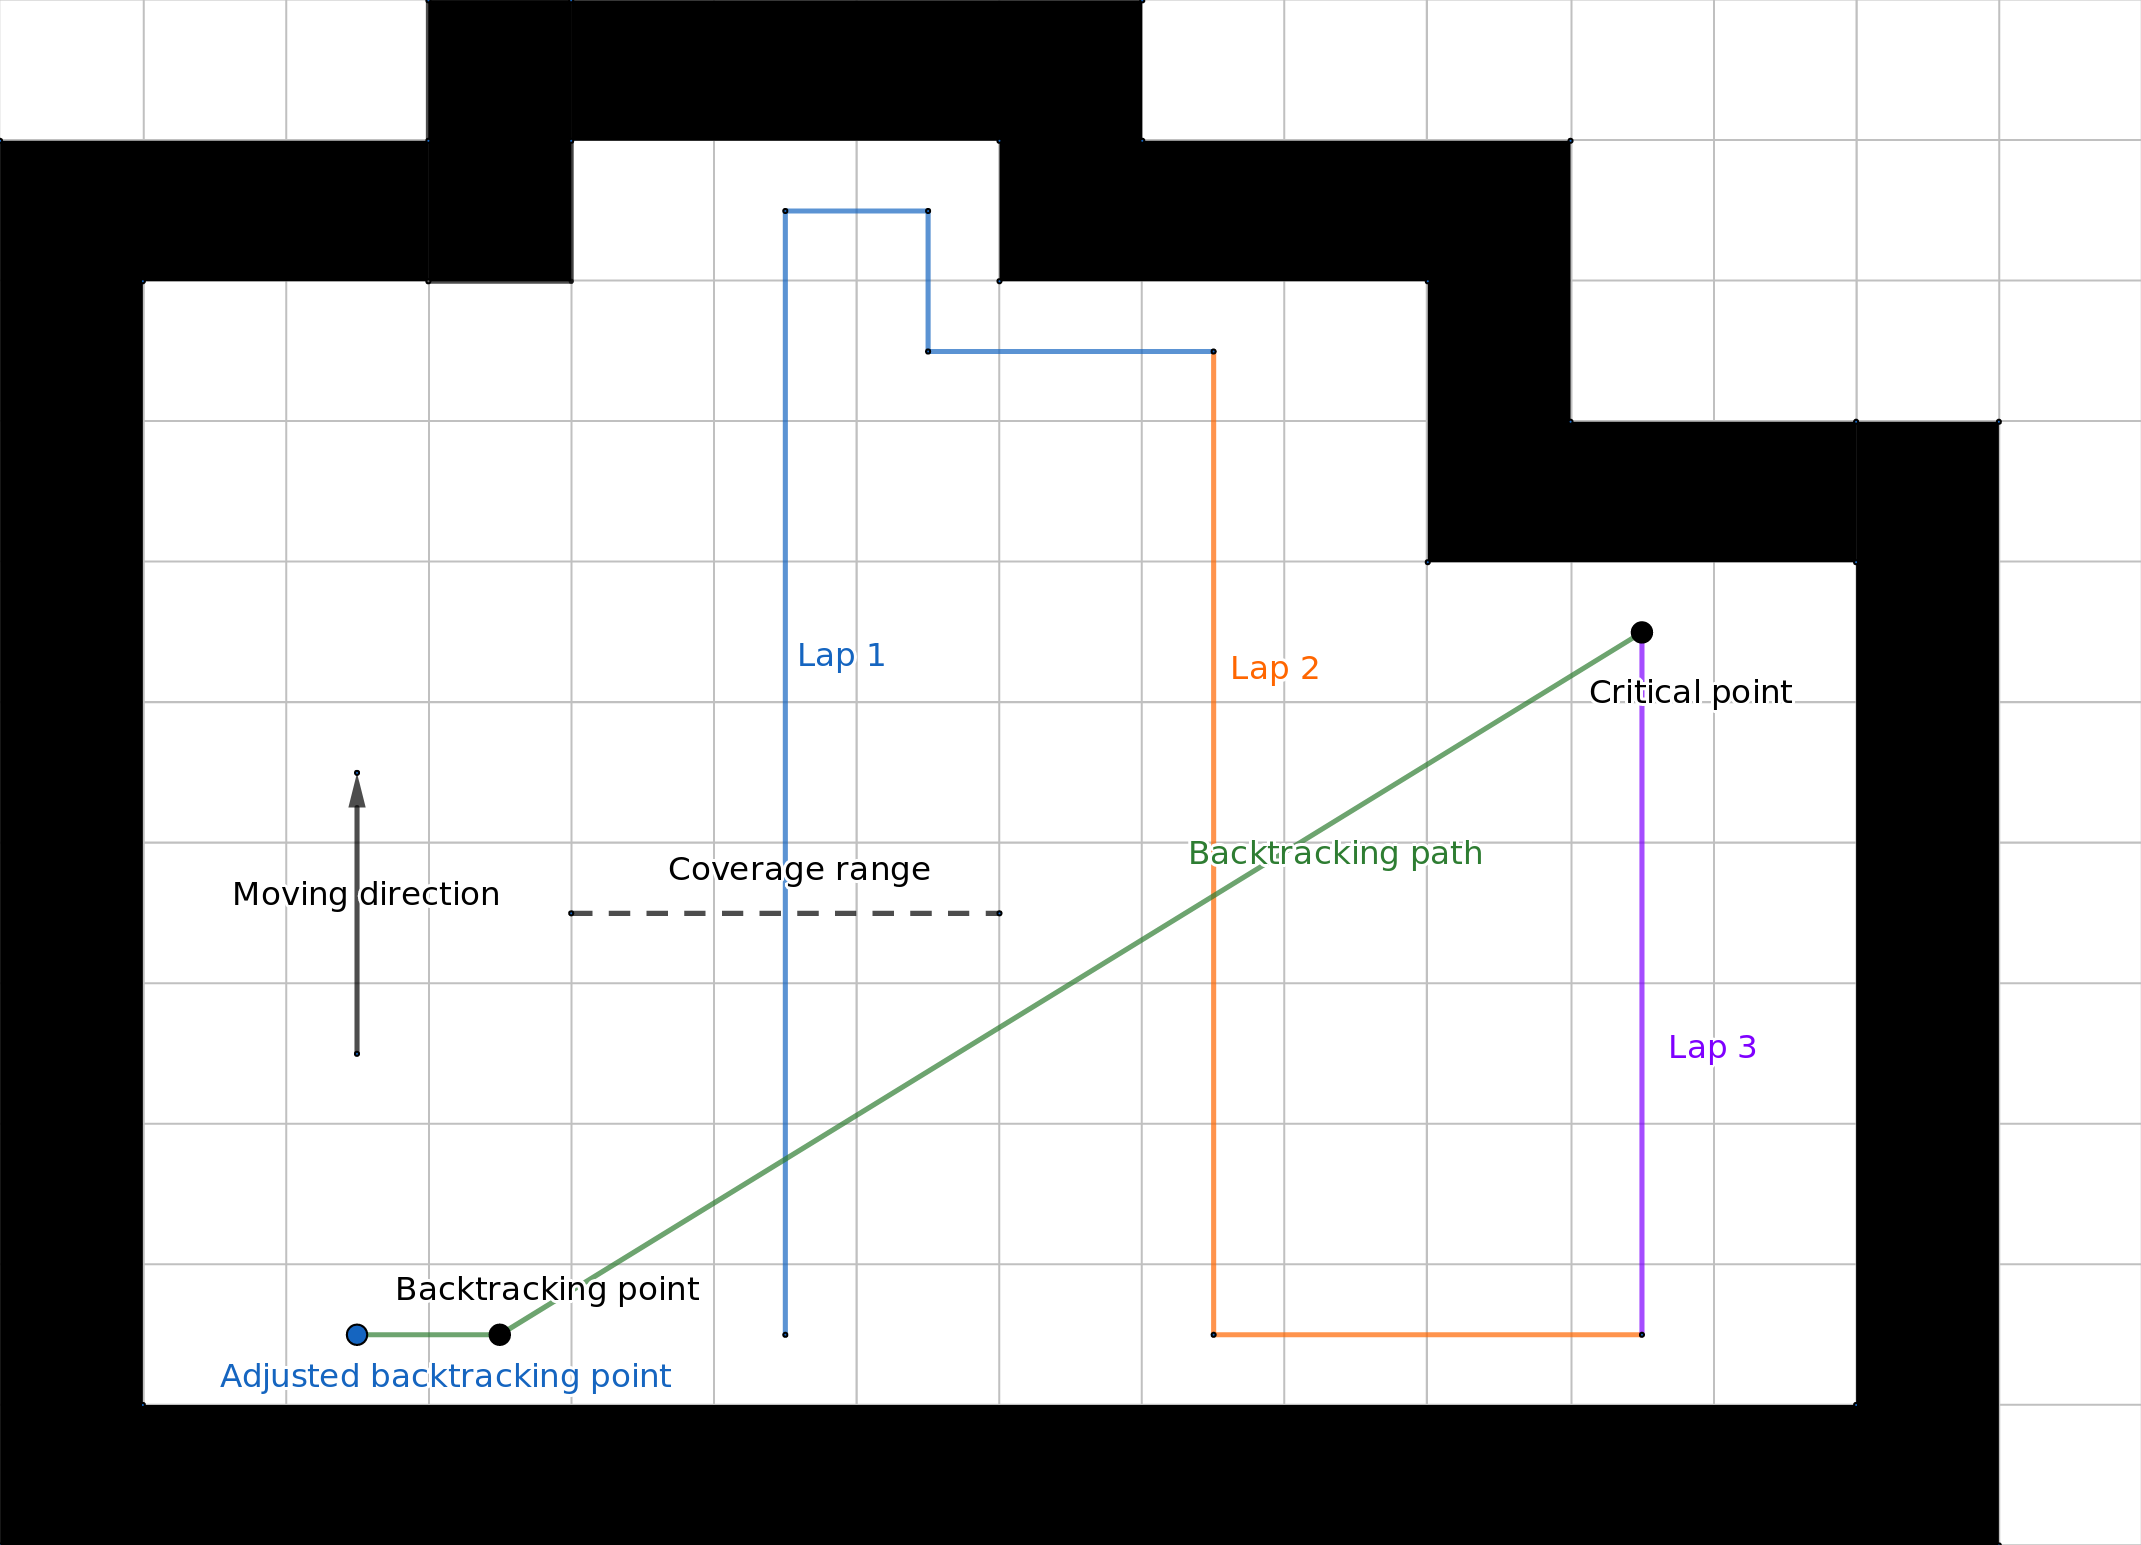 Lap 1
Lap 2
Critical point
Backtracking path
Coverage range
Moving direction
Lap 3
Backtracking point
Adjusted backtracking point